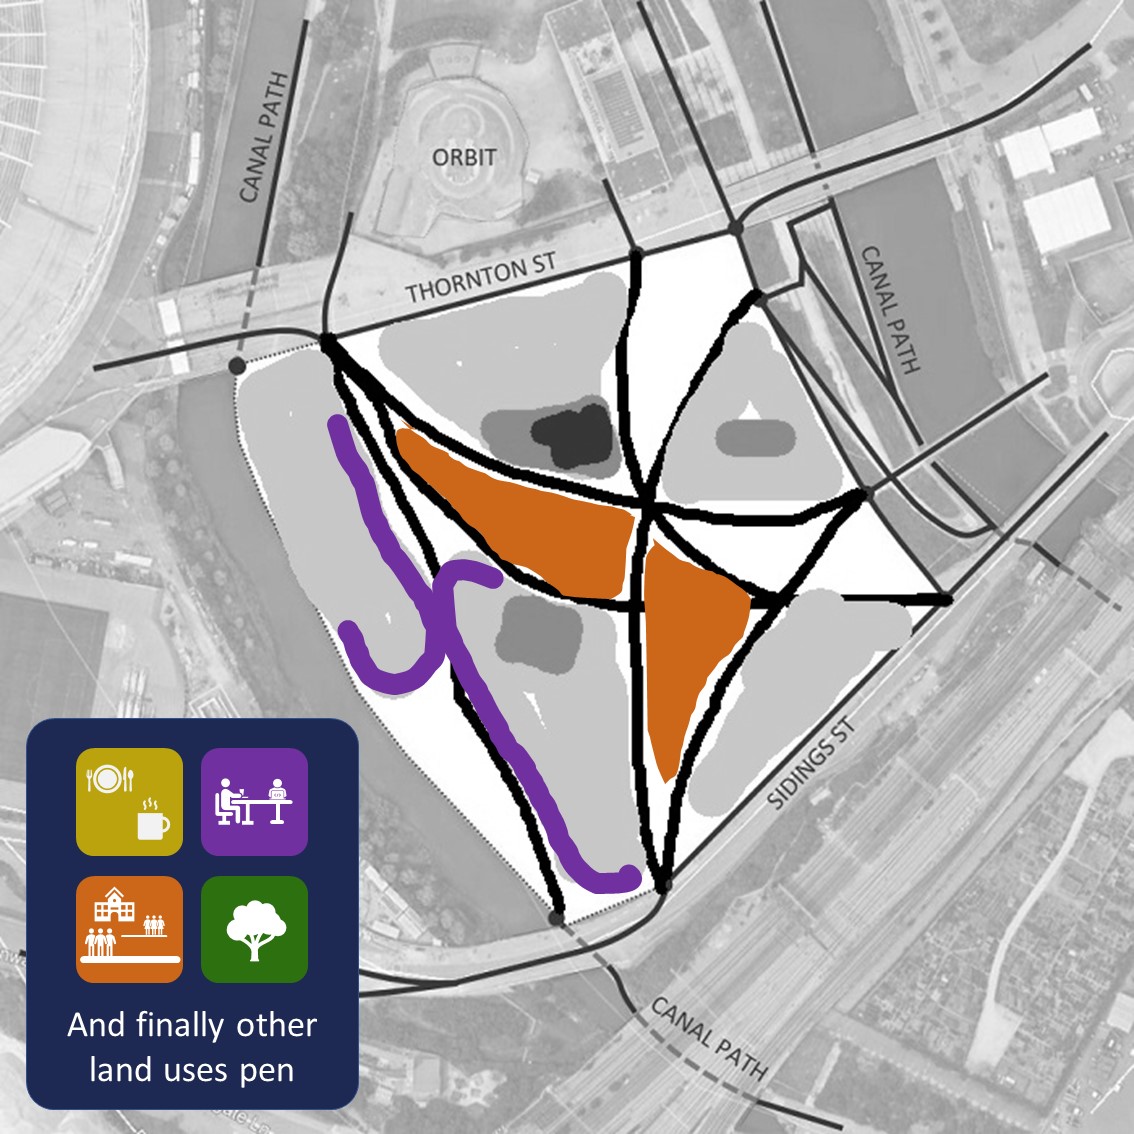 CANAL PATH
ORBIT
THORNTON ST
CANAL PATH
SIDINGS ST
And finally other
land uses pen
CANAL PATH